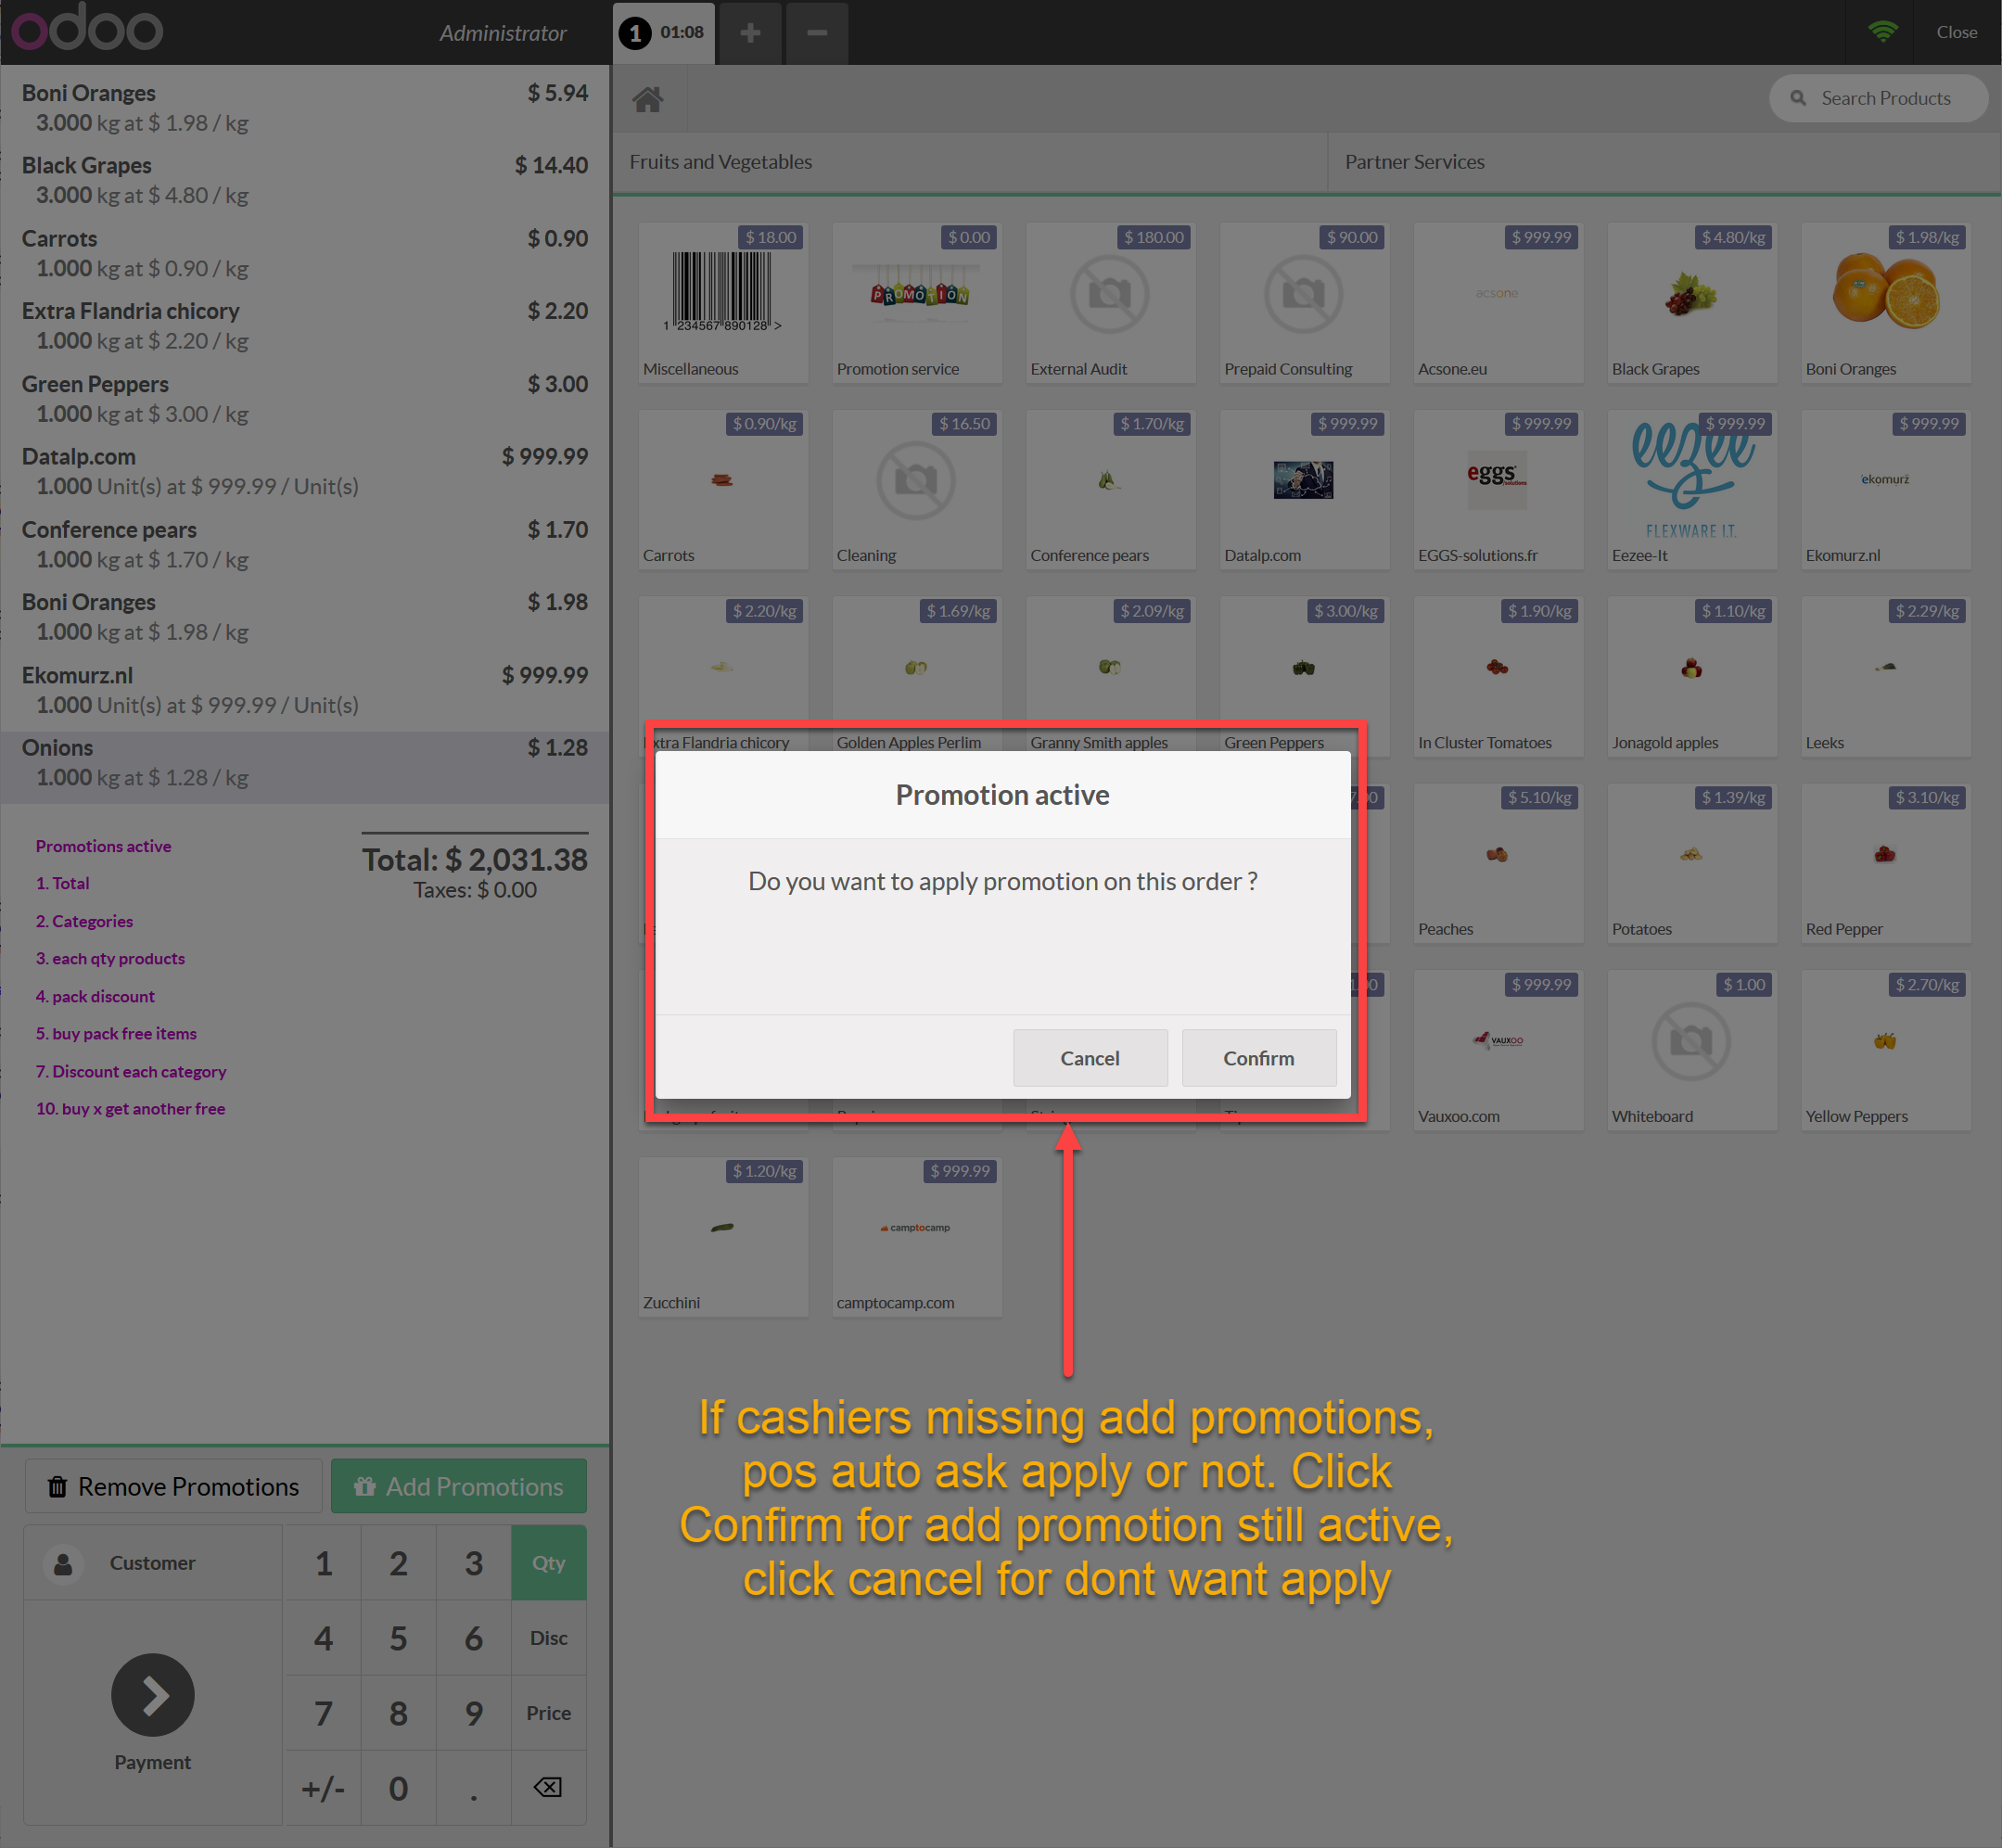 odoo
Administrator
1 01:08
Close
Boni Oranges $ 5.94
3.000 kg at $ 1.98 / kg
Black Grapes $ 14.40
3.000 kg at $ 4.80 / kg
Carrots $ 0.90
1.000 kg at $ 0.90 / kg
Extra Flandria chicory $ 2.20
1.000 kg at $ 2.20 / kg
Green Peppers $ 3.00
1.000 kg at $ 3.00 / kg
Datalp.com $ 999.99
1.000 Unit(s) at $ 999.99 / Unit(s)
Conference pears $ 1.70
1.000 kg at $ 1.70 / kg
Boni Oranges $ 1.98
1.000 kg at $ 1.98 / kg
Ekomurz.nl $ 999.99
1.000 Unit(s) at $ 999.99 / Unit(s)
Onions $ 1.28
1.000 kg at $ 1.28 / kg
Total: $ 2,031.38
Taxes: $ 0.00
Promotions active
1. Total
2. Categories
3. each qty products
4. pack discount
5. buy pack free items
7. Discount each category
10. buy x get another free
Remove Promotions
Add Promotions
Customer
Payment
1 2 3 Qty
4 5 6 Disc
7 8 9 Price
+/- 0 .
Search Products
Fruits and Vegetables
Partner Services
$ 18.00
1 234567 890128 >
Miscellaneous
$ 0.00
PROMOTION
Promotion service
$ 180.00
External Audit
$ 90.00
Prepaid Consulting
$ 999.99
acsone
Acsone.eu
$ 4.80/kg
Black Grapes
$ 1.98/kg
Boni Oranges
$ 0.90/kg
Carrots
$ 16.50
Cleaning
$ 1.70/kg
Conference pears
$ 999.99
Datalp.com
$ 999.99
eggs
solutions
EGGS-solutions.fr
$ 999.99
eezee
FLEXWARE I.T.
Eezee-It
$ 999.99
ekomurz
Ekomurz.nl
$ 2.20/kg
Extra Flandria chicory
$ 1.69/kg
Golden Apples Perlim
$ 2.09/kg
Granny Smith apples
$ 3.00/kg
Green Peppers
$ 1.90/kg
In Cluster Tomatoes
$ 1.10/kg
Jonagold apples
$ 2.29/kg
Leeks
$ 5.10/kg
Peaches
$ 1.39/kg
Potatoes
$ 3.10/kg
Red Pepper
$ 999.99
VAUXOO
Vauxoo.com
$ 1.00
Whiteboard
$ 2.70/kg
Yellow Peppers
$ 1.20/kg
Zucchini
$ 999.99
camptocamp
camptocamp.com
Promotion active
Do you want to apply promotion on this order ?
Cancel
Confirm
If cashiers missing add promotions,
pos auto ask apply or not. Click
Confirm for add promotion still active,
click cancel for dont want apply